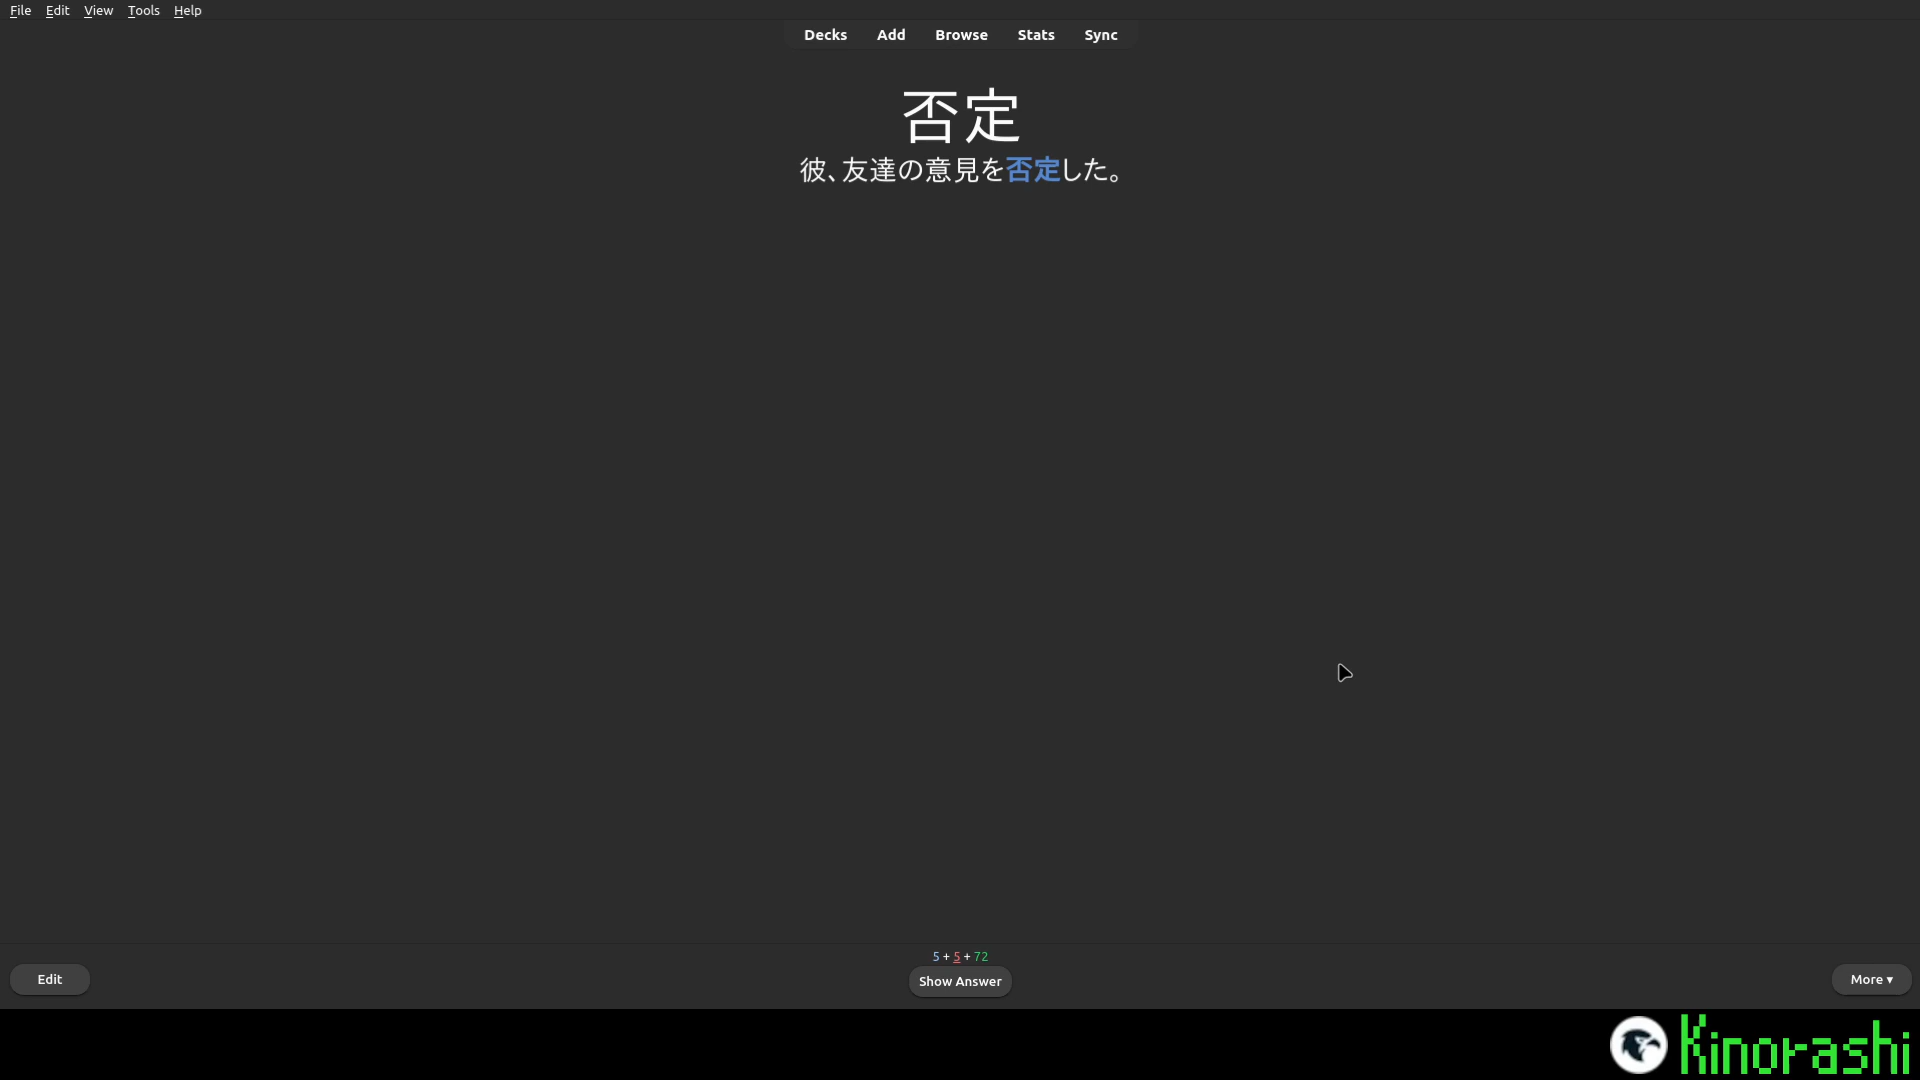 File Edit View Tools Help
Decks Add Browse Stats Sync
否定
彼、友達の意見を否定した。
5 + 5 + 72
Edit Show Answer More ▾
Kinorashi